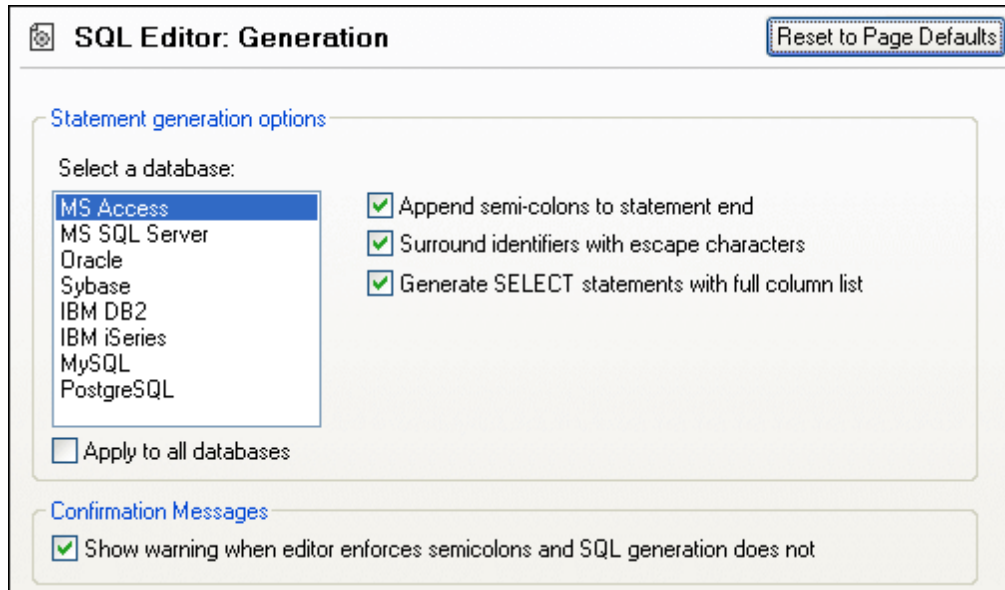 SQL Editor: Generation
Reset to Page Defaults
Statement generation options
Select a database:
MS Access
MS SQL Server
Oracle
Sybase
IBM DB2
IBM iSeries
MySQL
PostgreSQL
Append semi-colons to statement end
Surround identifiers with escape characters
Generate SELECT statements with full column list
Apply to all databases
Confirmation Messages
Show warning when editor enforces semicolons and SQL generation does not